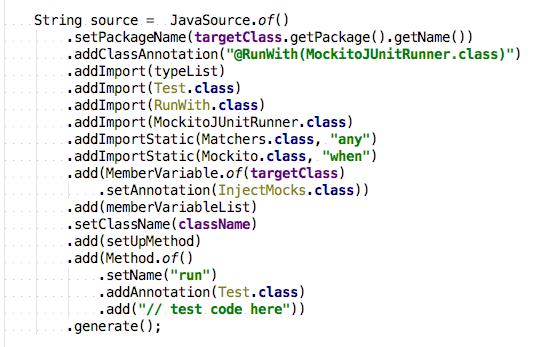 String source =  JavaSource.of()
.setPackageName(targetClass.getPackage().getName())
.addClassAnnotation("@RunWith(MockitoJUnitRunner.class)")
.addImport(typeList)
.addImport(Test.class)
.addImport(RunWith.class)
.addImport(MockitoJUnitRunner.class)
.addImportStatic(Matchers.class, "any")
.addImportStatic(Mockito.class, "when")
.add(MemberVariable.of(targetClass)
.setAnnotation(InjectMocks.class))
.add(memberVariableList)
.setClassName(className)
.add(setUpMethod)
.add(Method.of()
.setName("run")
.addAnnotation(Test.class)
.add("// test code here"))
.generate();